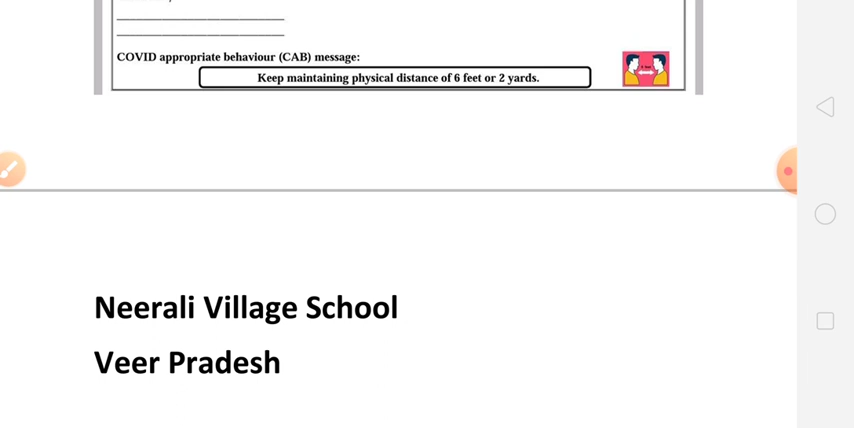 COVID appropriate behaviour (CAB) message:
Keep maintaining physical distance of 6 feet or 2 yards.
Neerali Village School
Veer Pradesh